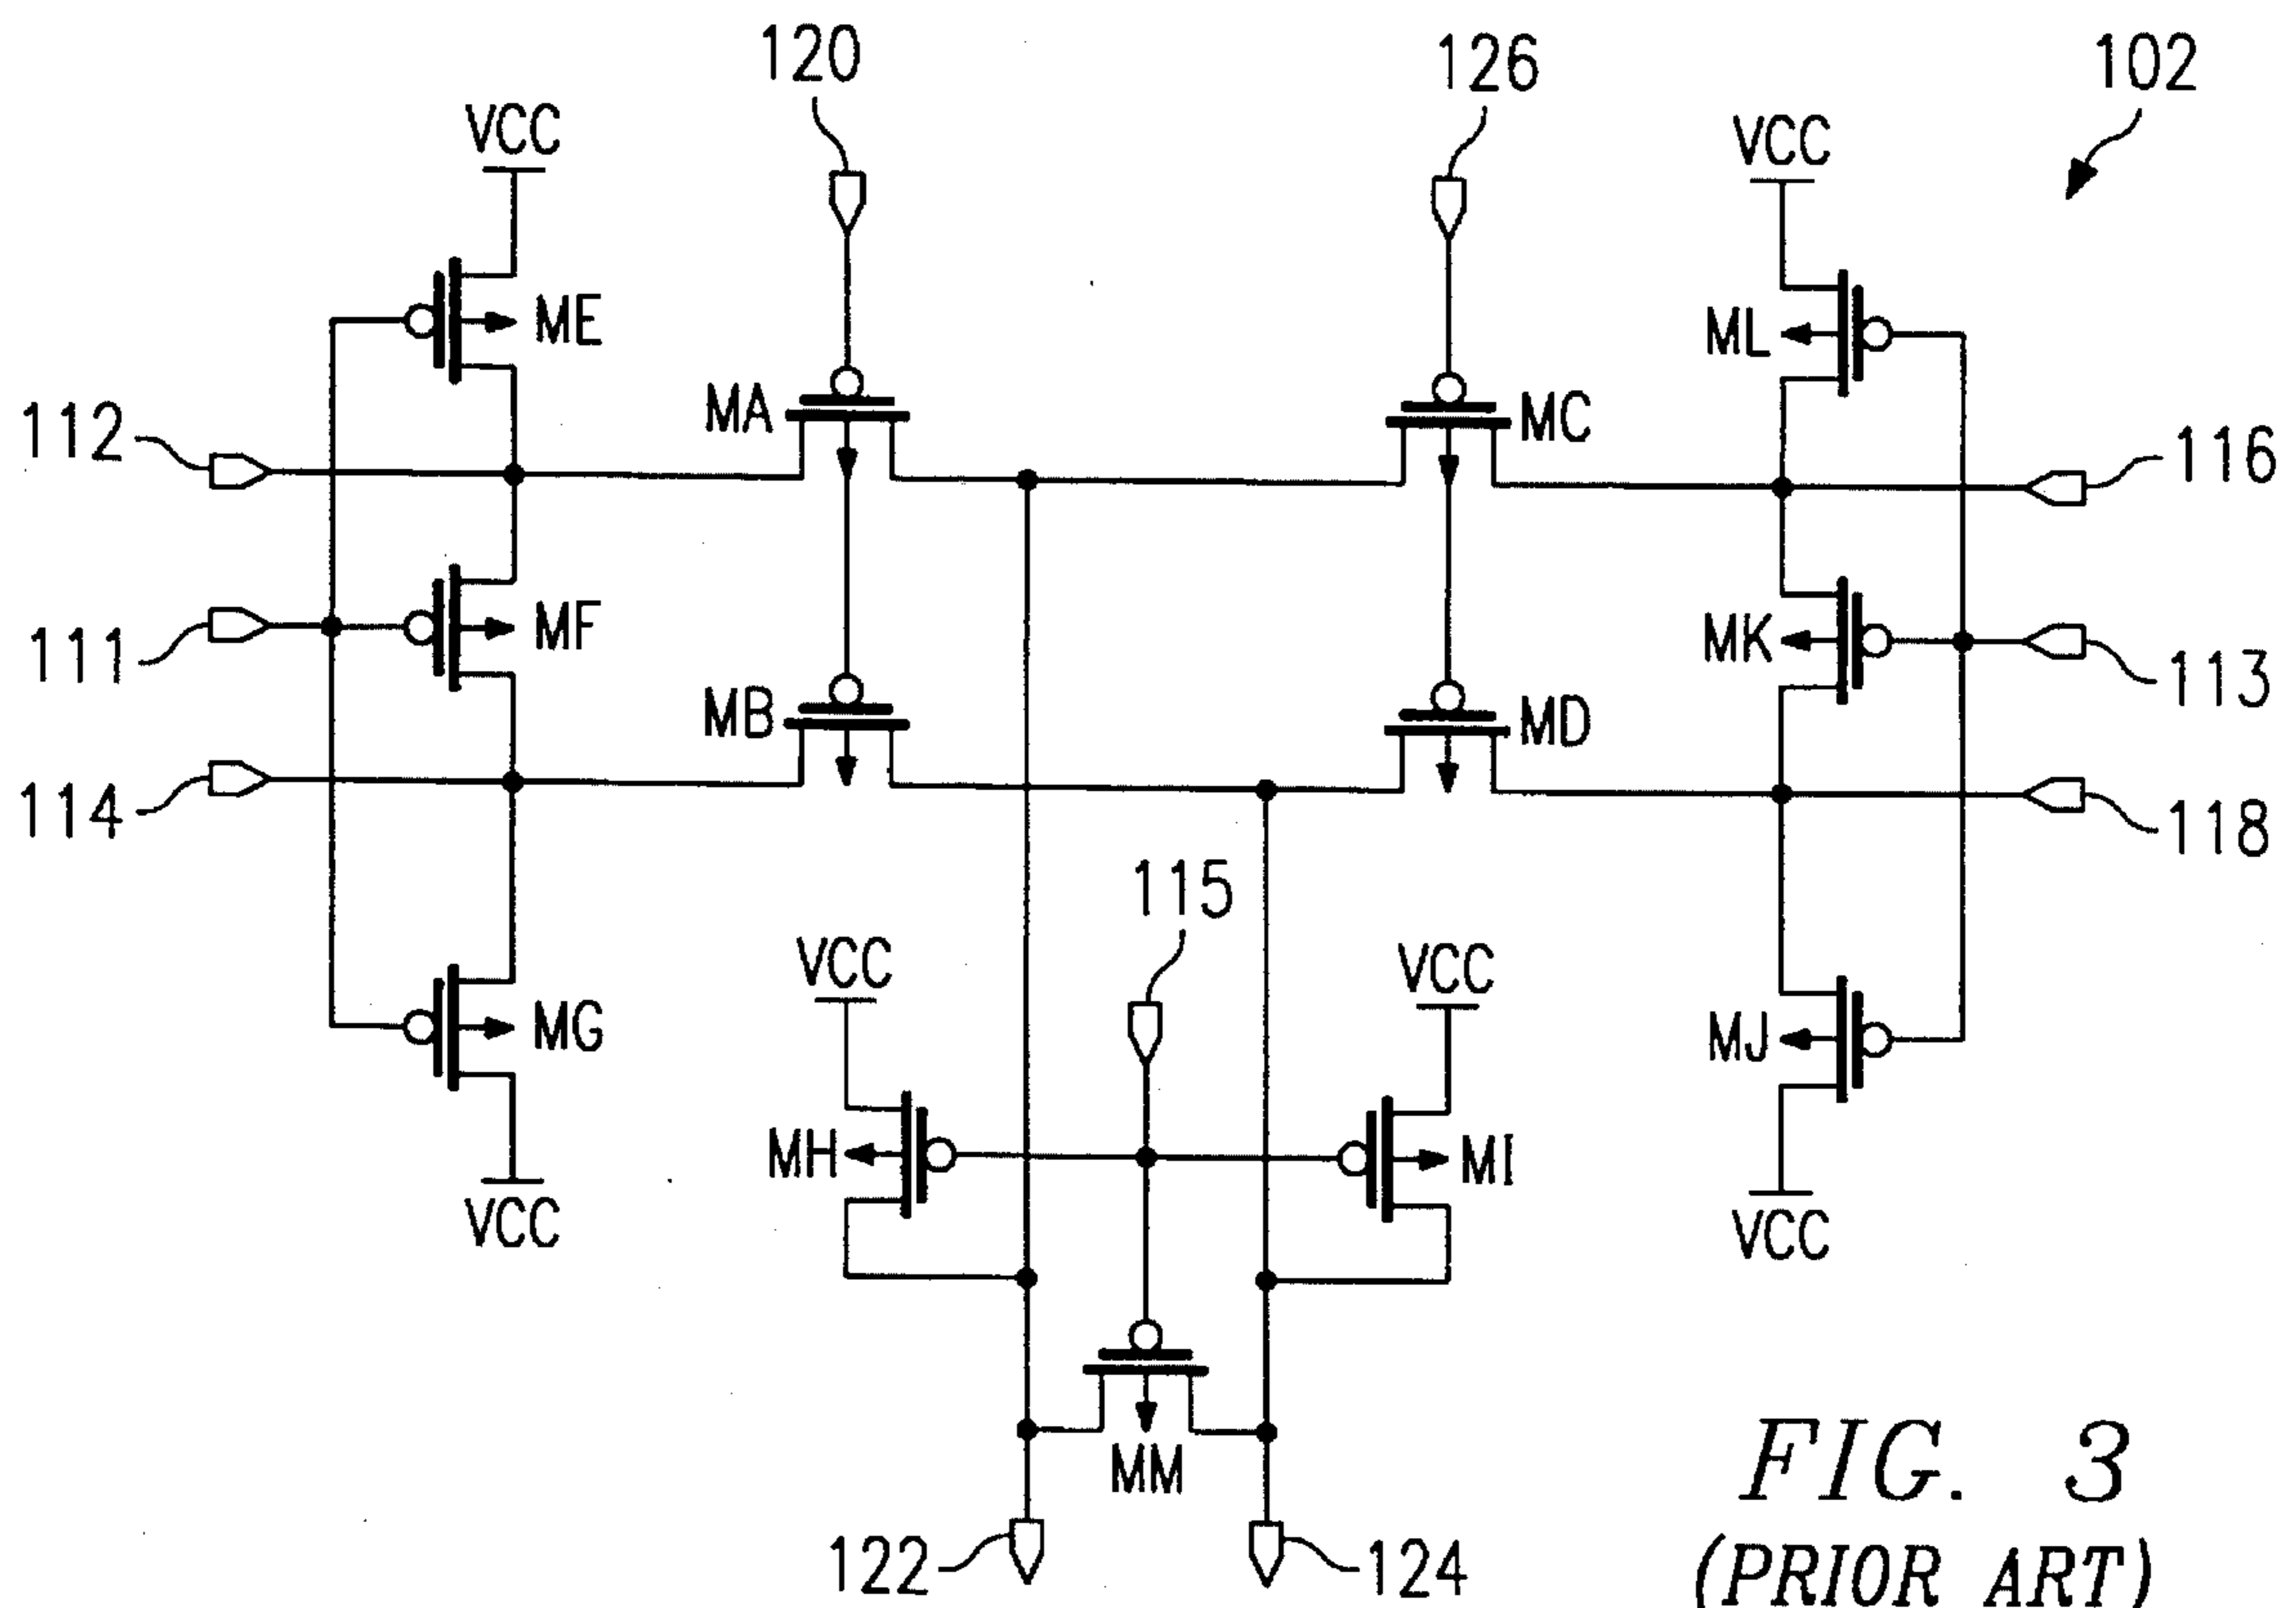 120
126
102
VCC
VCC
ME
ML
MA
MC
112
116
MF
MK
111
113
MB
MD
114
118
115
VCC
VCC
MG
MJ
MH
MI
VCC
VCC
MM
122
124
FIG. 3
(PRIOR ART)